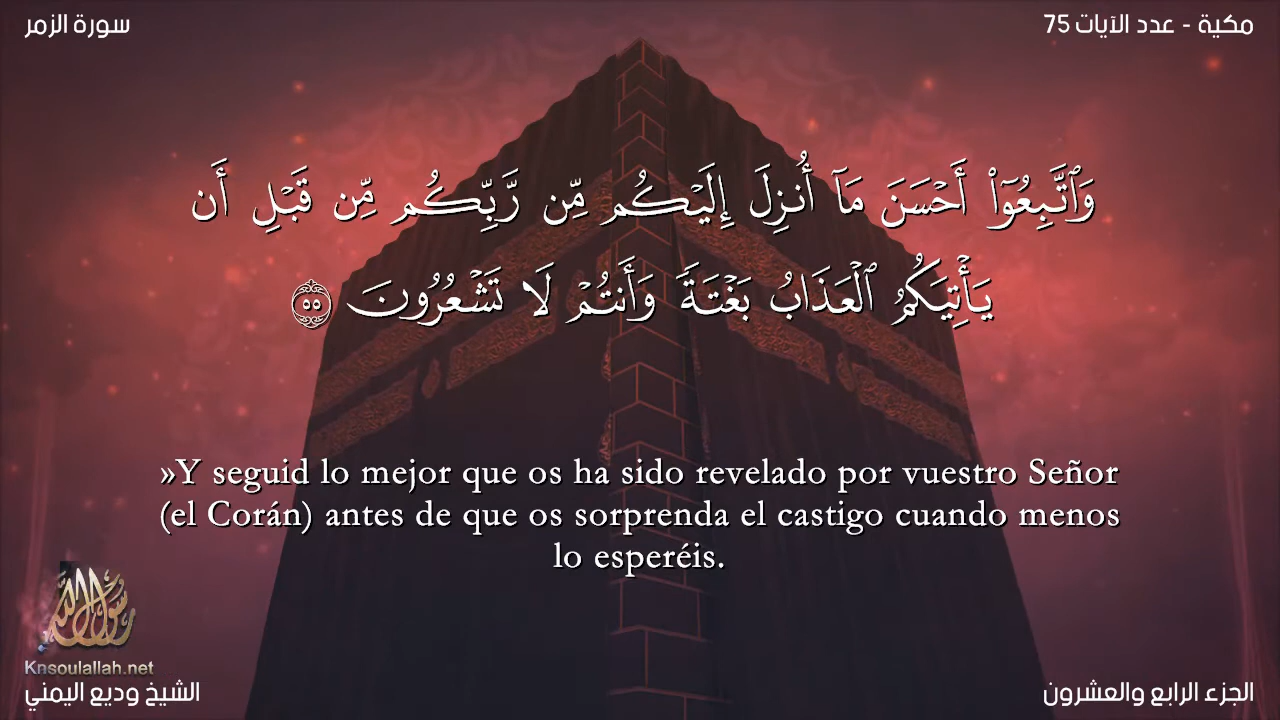 مكية - عدد الآيات 75
سورة الزمر
وَٱتَّبِعُوٓا۟ أَحْسَنَ مَآ أُنزِلَ إِلَيْكُم مِّن رَّبِّكُم مِّن قَبْلِ أَن
يَأْتِيَكُمُ ٱلْعَذَابُ بَغْتَةً وَأَنتُمْ لَا تَشْعُرُونَ ٥٥
»Y seguid lo mejor que os ha sido revelado por vuestro Señor
(el Corán) antes de que os sorprenda el castigo cuando menos
lo esperéis.
رسول الله
Knsoulallah.net
الجزء الرابع والعشرون
الشيخ وديع اليمني